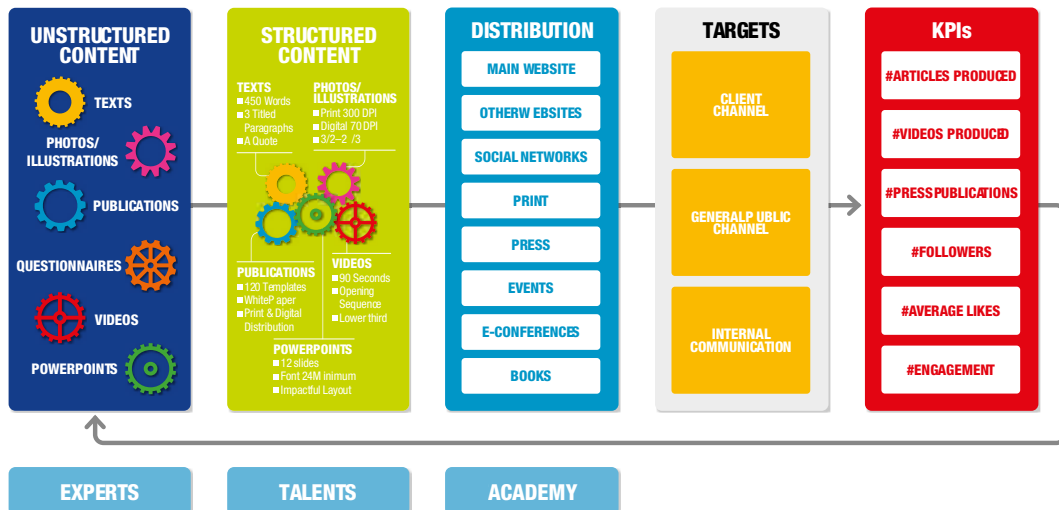 UNSTRUCTURED
CONTENT
TEXTS
PHOTOS/
ILLUSTRATIONS
PUBLICATIONS
QUESTIONNAIRES
VIDEOS
POWERPOINTS
STRUCTURED
CONTENT
TEXTS
■ 450 Words
■ 3 Titled
Paragraphs
■ A Quote
PHOTOS/
ILLUSTRATIONS
■ Print 300 DPI
■ Digital 70 DPI
■ 3/2–2 /3
PUBLICATIONS
■ 120 Templates
■ WhiteP aper
■ Print & Digital
Distribution
VIDEOS
■ 90 Seconds
■ Opening
Sequence
■ Lower third
POWERPOINTS
■ 12 slides
■ Font 24M inimum
■ Impactful Layout
DISTRIBUTION
MAIN WEBSITE
OTHERW EBSITES
SOCIAL NETWORKS
PRINT
PRESS
EVENTS
E-CONFERENCES
BOOKS
TARGETS
CLIENT
CHANNEL
GENERALP UBLIC
CHANNEL
INTERNAL
COMMUNICATION
KPIs
#ARTICLES PRODUCED
#VIDEOS PRODUCED
#PRESS PUBLICATIONS
#FOLLOWERS
#AVERAGE LIKES
#ENGAGEMENT
EXPERTS
TALENTS
ACADEMY